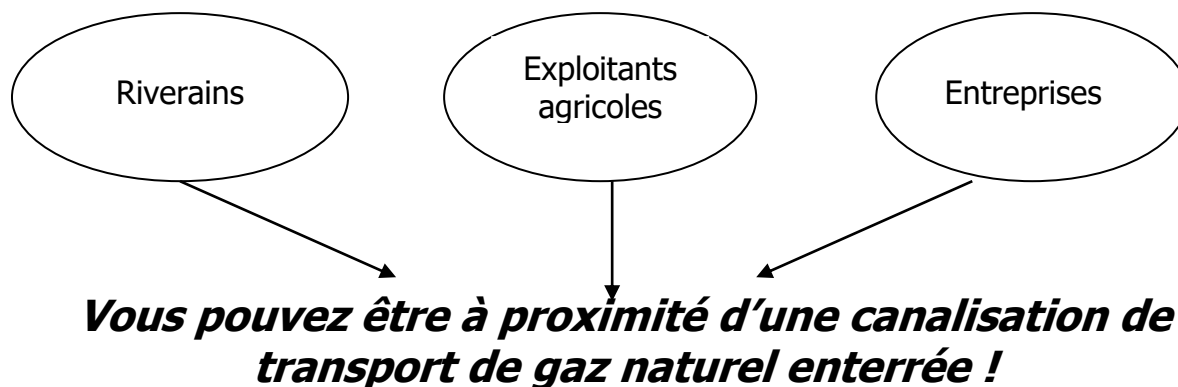 Riverains
Exploitants
agricoles
Entreprises
Vous pouvez être à proximité d’une canalisation de
transport de gaz naturel enterrée !